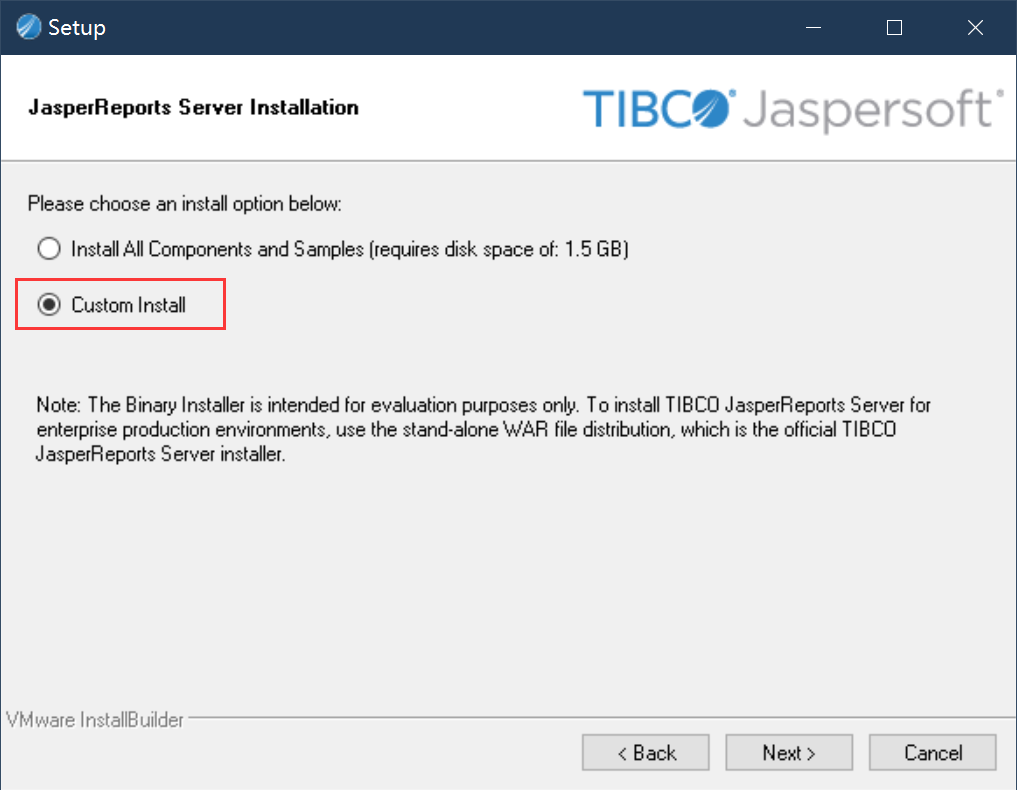 Setup
JasperReports Server Installation
TIBCO® Jaspersoft®
Please choose an install option below:
Install All Components and Samples (requires disk space of: 1.5 GB)
Custom Install
Note: The Binary Installer is intended for evaluation purposes only. To install TIBCO JasperReports Server for
enterprise production environments, use the stand-alone WAR file distribution, which is the official TIBCO
JasperReports Server installer.
VMware InstallBuilder
< Back
Next >
Cancel